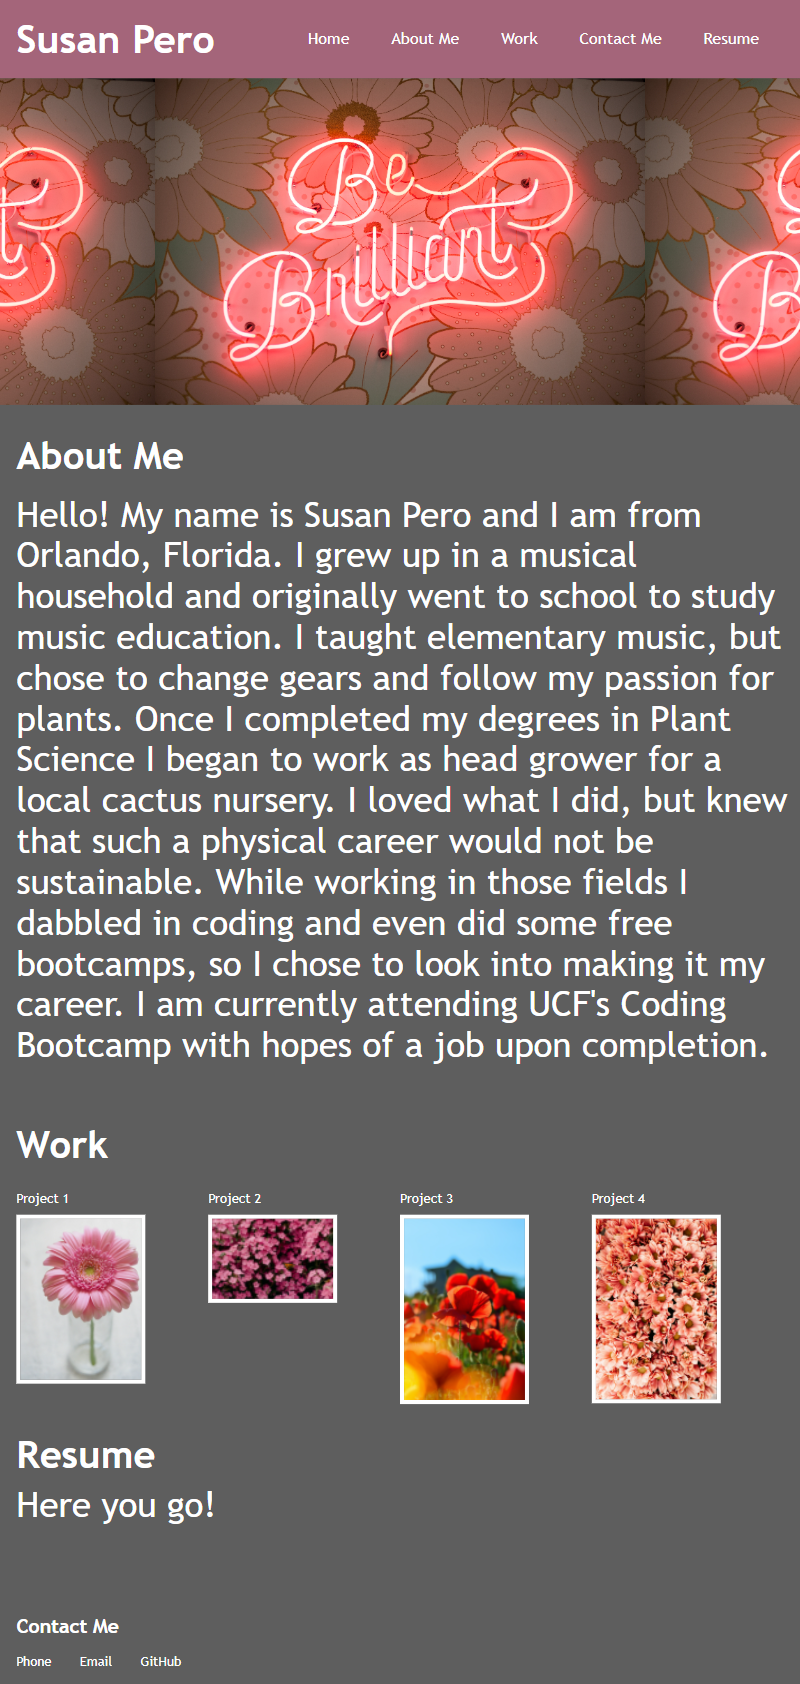 Susan Pero
Home About Me Work Contact Me Resume
Be
Brilliant
About Me
Hello! My name is Susan Pero and I am from
Orlando, Florida. I grew up in a musical
household and originally went to school to study
music education. I taught elementary music, but
chose to change gears and follow my passion for
plants. Once I completed my degrees in Plant
Science I began to work as head grower for a
local cactus nursery. I loved what I did, but knew
that such a physical career would not be
sustainable. While working in those fields I
dabbled in coding and even did some free
bootcamps, so I chose to look into making it my
career. I am currently attending UCF's Coding
Bootcamp with hopes of a job upon completion.
Work
Project 1 Project 2 Project 3 Project 4
Resume
Here you go!
Contact Me
Phone Email GitHub